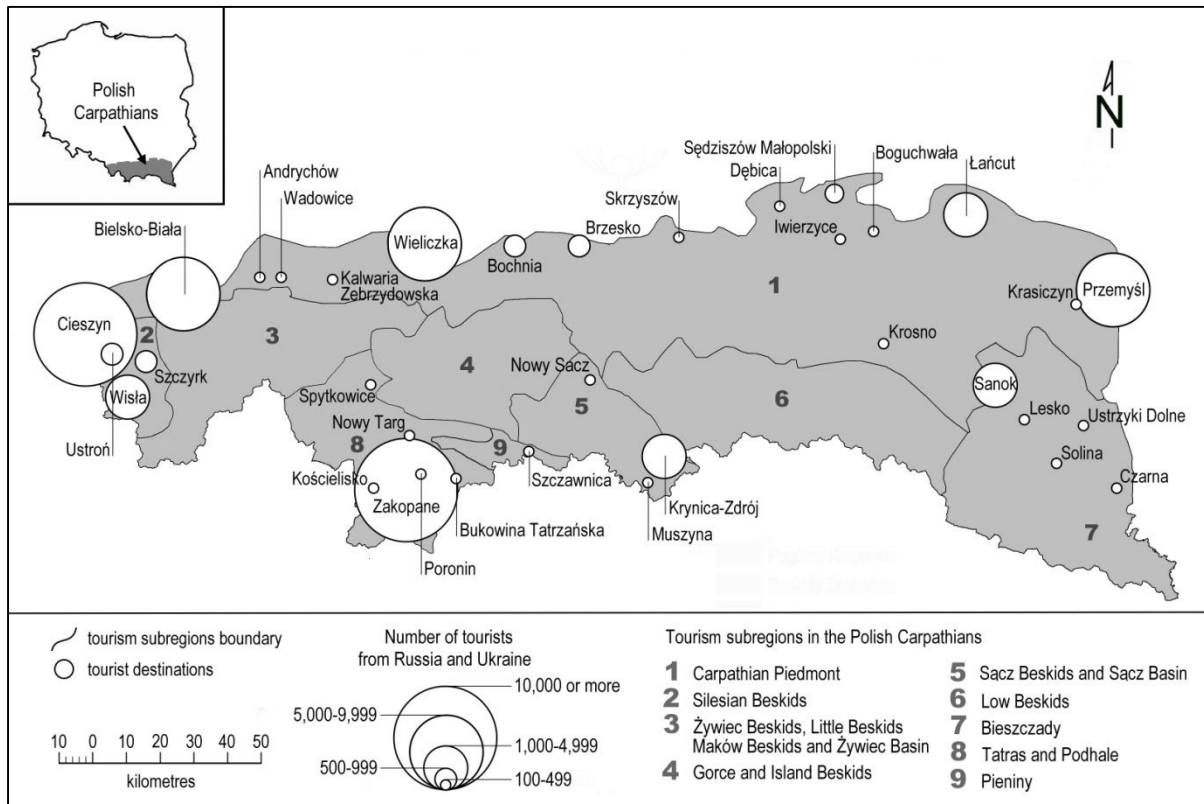 Polish
Carpathians
N
Sędziszów Małopolski
Dębica
Boguchwała
Łańcut
Andrychów
Wadowice
Skrzyszów
Bielsko-Biała
Wieliczka
Brzesko
Bochnia
Iwierzyce
Kalwaria
Zebrzydowska
1
Krasiczyn
Przemyśl
Cieszyn
2
3
Krosno
Szczyrk
4
Nowy Sącz
Wisła
Spytkowice
5
6
Sanok
Lesko
Ustrzyki Dolne
Ustroń
Nowy Targ
8
9
Solina
Kościelisko
Szczawnica
Czarna
Zakopane
Krynica-Zdrój
Bukowina Tatrzańska
Muszyna
7
Poronin
tourism subregions boundary
tourist destinations
10 0 10 20 30 40 50
kilometres
Number of tourists
from Russia and Ukraine
10,000 or more
5,000-9,999
1,000-4,999
500-999
100-499
Tourism subregions in the Polish Carpathians
1 Carpathian Piedmont
2 Silesian Beskids
3 Żywiec Beskids, Little Beskids
Maków Beskids and Żywiec Basin
4 Gorce and Island Beskids
5 Sącz Beskids and Sącz Basin
6 Low Beskids
7 Bieszczady
8 Tatras and Podhale
9 Pieniny